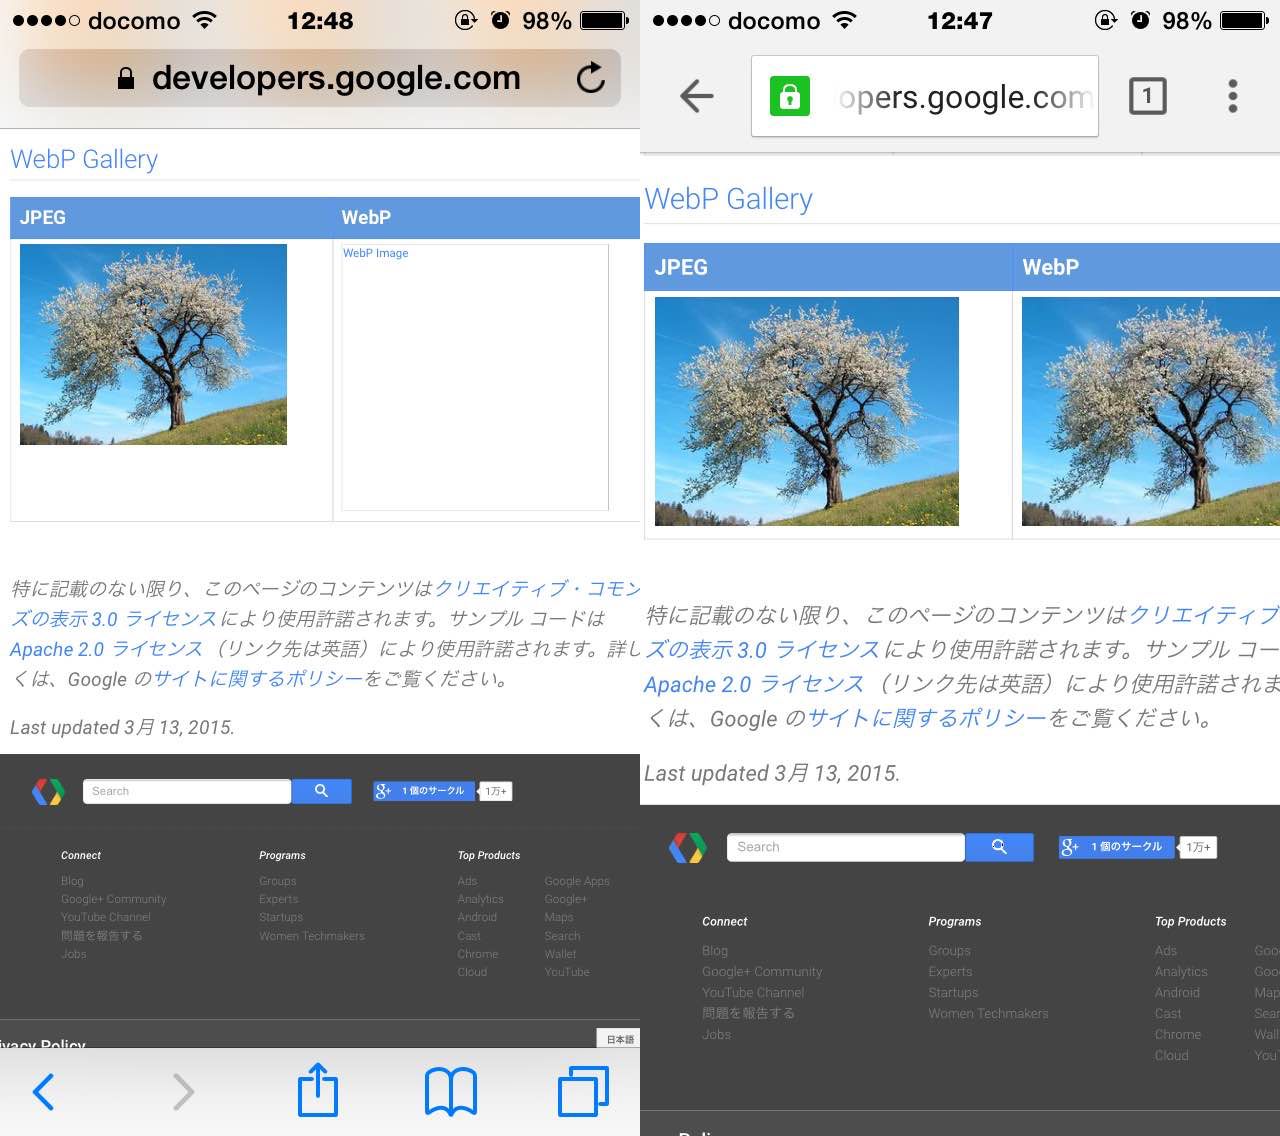 docomo 12:48 98%
developers.google.com
WebP Gallery
JPEG WebP
WebP Image
特に記載のない限り、このページのコンテンツはクリエイティブ・コモン
ズの表示 3.0 ライセンスにより使用許諾されます。サンプル コードは
Apache 2.0 ライセンス （リンク先は英語）により使用許諾されます。詳し
くは、Google のサイトに関するポリシーをご覧ください。
Last updated 3月 13, 2015.
Search g+ 1 個のサークル 1万+
Connect Programs Top Products
Blog Groups Ads Google Apps
Google+ Community Experts Analytics Google+
YouTube Channel Startups Android Maps
問題を報告する Women Techmakers Cast Search
Jobs Chrome Wallet
Cloud YouTube
ivacy Policy
日本語
docomo 12:47 98%
opers.google.com
1
WebP Gallery
JPEG WebP
特に記載のない限り、このページのコンテンツはクリエイティブ
ズの表示 3.0 ライセンスにより使用許諾されます。サンプル コー
Apache 2.0 ライセンス （リンク先は英語）により使用許諾されま
くは、Google のサイトに関するポリシーをご覧ください。
Last updated 3月 13, 2015.
Search g+ 1 個のサークル 1万+
Connect Programs Top Products
Blog Groups Ads Goo
Google+ Community Experts Analytics Goo
YouTube Channel Startups Android Map
問題を報告する Women Techmakers Cast Sear
Jobs Chrome Wall
Cloud You